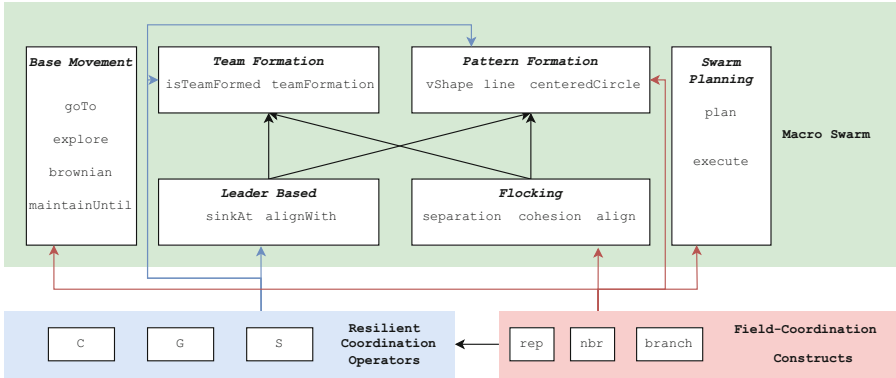 Base Movement
goTo
explore
brownian
maintainUntil
Team Formation
isTeamFormed teamFormation
Pattern Formation
vShape line centeredCircle
Swarm
Planning
plan
execute
Macro Swarm
Leader Based
sinkAt alignWith
Flocking
separation cohesion align
C
G
S
Resilient
Coordination
Operators
rep
nbr
branch
Field-Coordination
Constructs